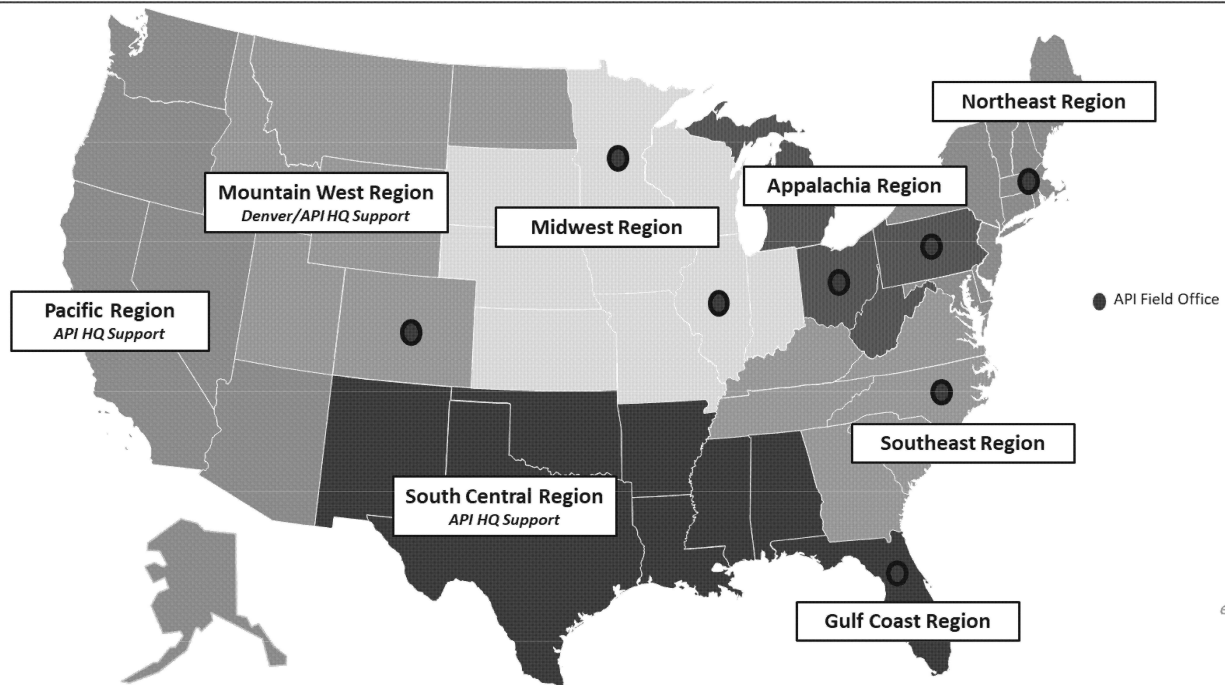 Northeast Region
Appalachia Region
Mountain West Region
Denver/API HQ Support
Midwest Region
Pacific Region
API HQ Support
API Field Office
Southeast Region
South Central Region
API HQ Support
Gulf Coast Region